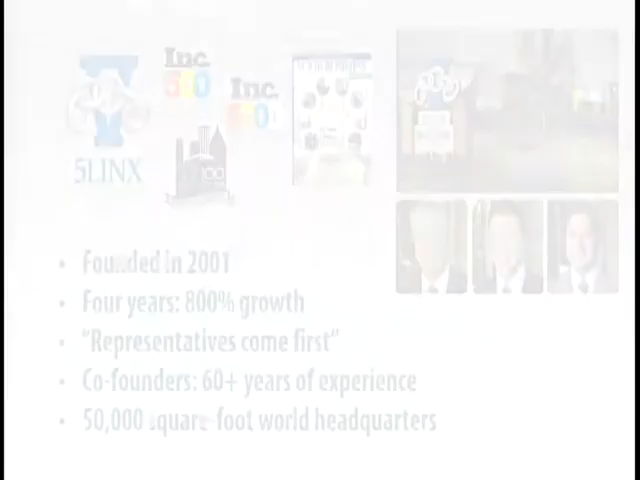 Inc.
500
Inc.
5LINX
100
• Founded in 2001
• Four years: 800% growth
• "Representatives come first"
• Co-founders: 60+ years of experience
• 50,000 square foot world headquarters